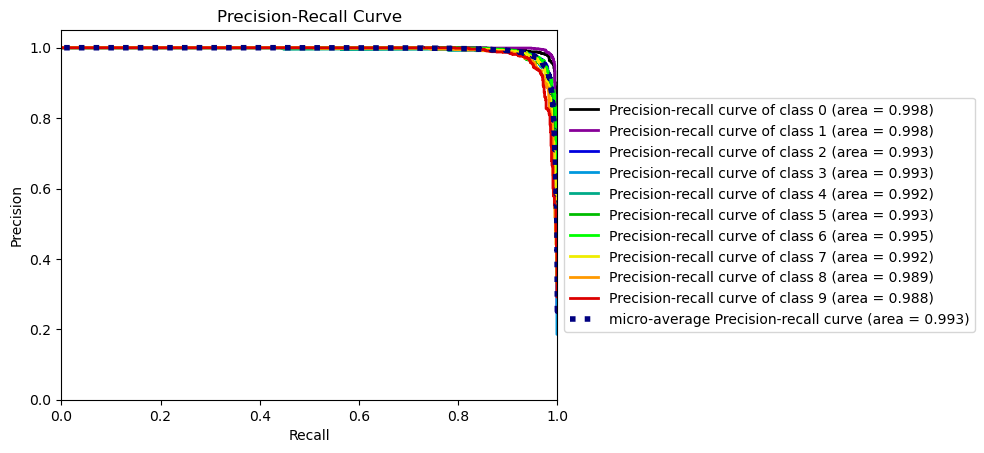 Precision-Recall Curve
1.0
0.8
0.6
0.4
0.2
0.0
Precision
0.0 0.2 0.4 0.6 0.8 1.0
Recall
Precision-recall curve of class 0 (area = 0.998)
Precision-recall curve of class 1 (area = 0.998)
Precision-recall curve of class 2 (area = 0.993)
Precision-recall curve of class 3 (area = 0.993)
Precision-recall curve of class 4 (area = 0.992)
Precision-recall curve of class 5 (area = 0.993)
Precision-recall curve of class 6 (area = 0.995)
Precision-recall curve of class 7 (area = 0.992)
Precision-recall curve of class 8 (area = 0.989)
Precision-recall curve of class 9 (area = 0.988)
micro-average Precision-recall curve (area = 0.993)